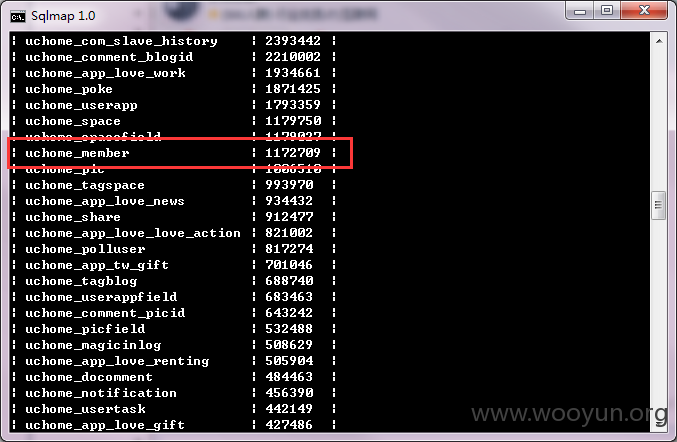 Sqlmap 1.0
| uchome_com_slave_history | 2393442 |
| uchome_comment_blogid | 2210002 |
| uchome_app_love_work | 1934661 |
| uchome_poke | 1871425 |
| uchome_userapp | 1793359 |
| uchome_space | 1179750 |
| uchome_spacefield | 1179027 |
| uchome_member | 1172709 |
| uchome_pic | 1086510 |
| uchome_tagspace | 993970 |
| uchome_app_love_news | 934432 |
| uchome_share | 912477 |
| uchome_app_love_love_action | 821002 |
| uchome_polluser | 817274 |
| uchome_app_tw_gift | 701046 |
| uchome_tagblog | 688740 |
| uchome_userappfield | 683463 |
| uchome_comment_picid | 643242 |
| uchome_picfield | 532488 |
| uchome_magicinlog | 508629 |
| uchome_app_love_renting | 505904 |
| uchome_docomment | 484463 |
| uchome_notification | 456390 |
| uchome_usertask | 442149 |
| uchome_app_love_gift | 427486 |
www.wooyun.org